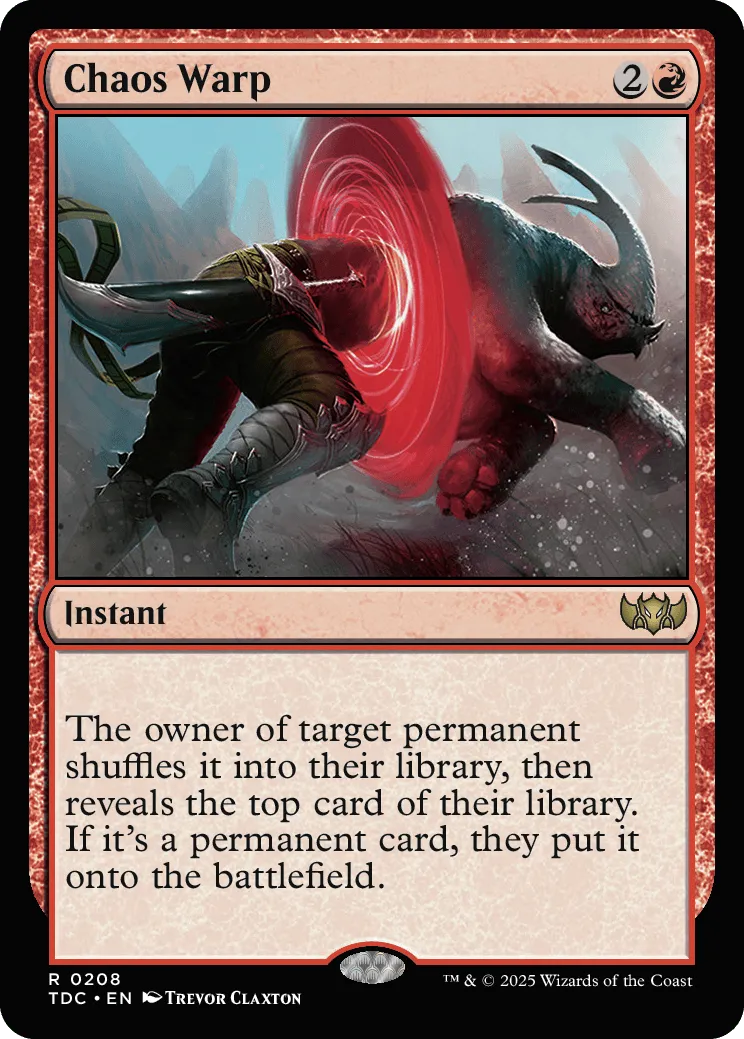 Chaos Warp 2
Instant
The owner of target permanent
shuffles it into their library, then
reveals the top card of their library.
If it's a permanent card, they put it
onto the battlefield.
R 0208
TDC • EN Trevor Claxton
™ & © 2025 Wizards of the Coast